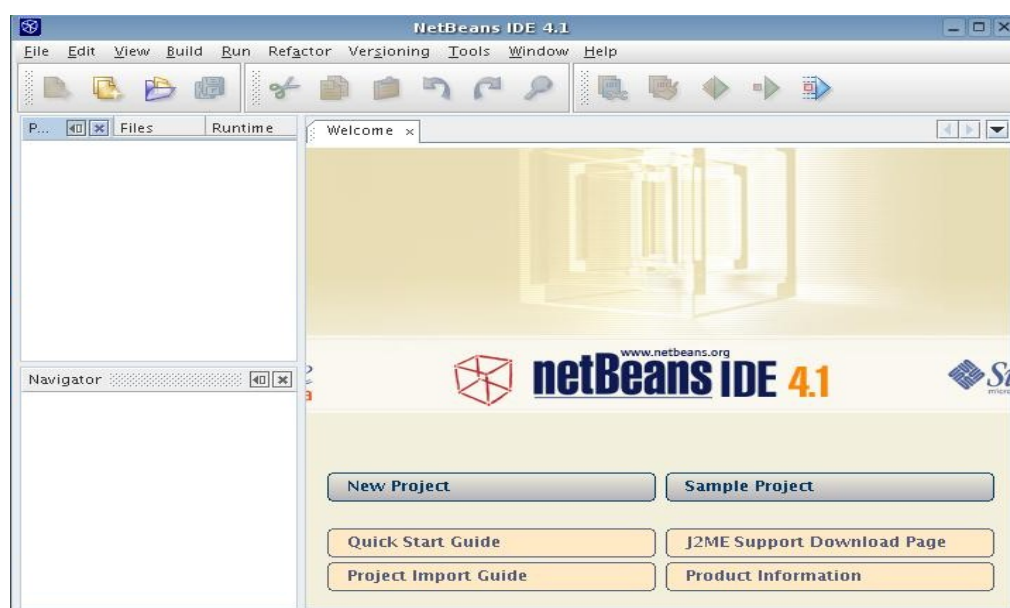 NetBeans IDE 4.1
File Edit View Build Run Refactor Versioning Tools Window Help
P... Files Runtime
Welcome
www.netbeans.org
Navigator
netBeans IDE 4.1
New Project Sample Project
Quick Start Guide J2ME Support Download Page
Project Import Guide Product Information